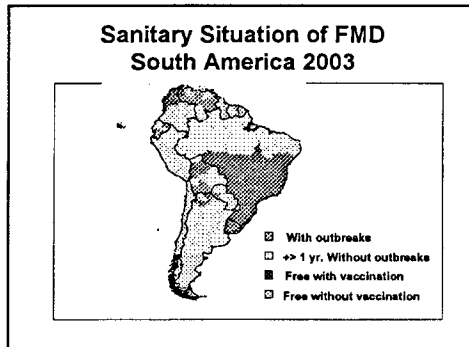 Sanitary Situation of FMD
South America 2003
With outbreaks
+> 1 yr. Without outbreaks
Free with vaccination
Free without vaccination